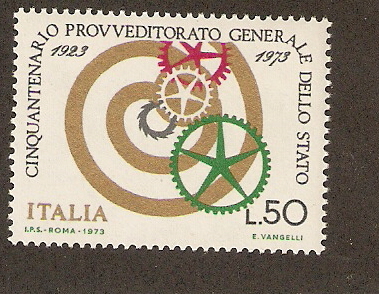 CINQUANTENARIO PROVVEDITORATO GENERALE DELLO STATO
1923 1973
ITALIA L.50
I.P.S.-ROMA-1973 E. VANGELLI